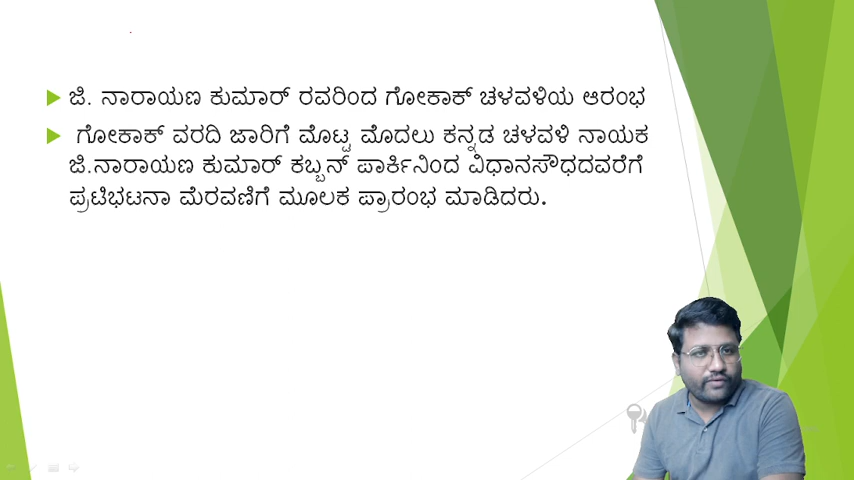 ಜಿ. ನಾರಾಯಣ ಕುಮಾರ್ ರವರಿಂದ ಗೋಕಾಕ್ ಚಳವಳಿಯ ಆರಂಭ
ಗೋಕಾಕ್ ವರದಿ ಜಾರಿಗೆ ಮೊಟ್ಟ ಮೊದಲು ಕನ್ನಡ ಚಳವಳಿ ನಾಯಕ
ಜಿ.ನಾರಾಯಣ ಕುಮಾರ್ ಕಬ್ಬನ್ ಪಾರ್ಕಿನಿಂದ ವಿಧಾನಸೌಧದವರೆಗೆ
ಪ್ರಟಿಭಟನಾ ಮೆರವಣಿಗೆ ಮೂಲಕ ಪ್ರಾರಂಭ ಮಾಡಿದರು.